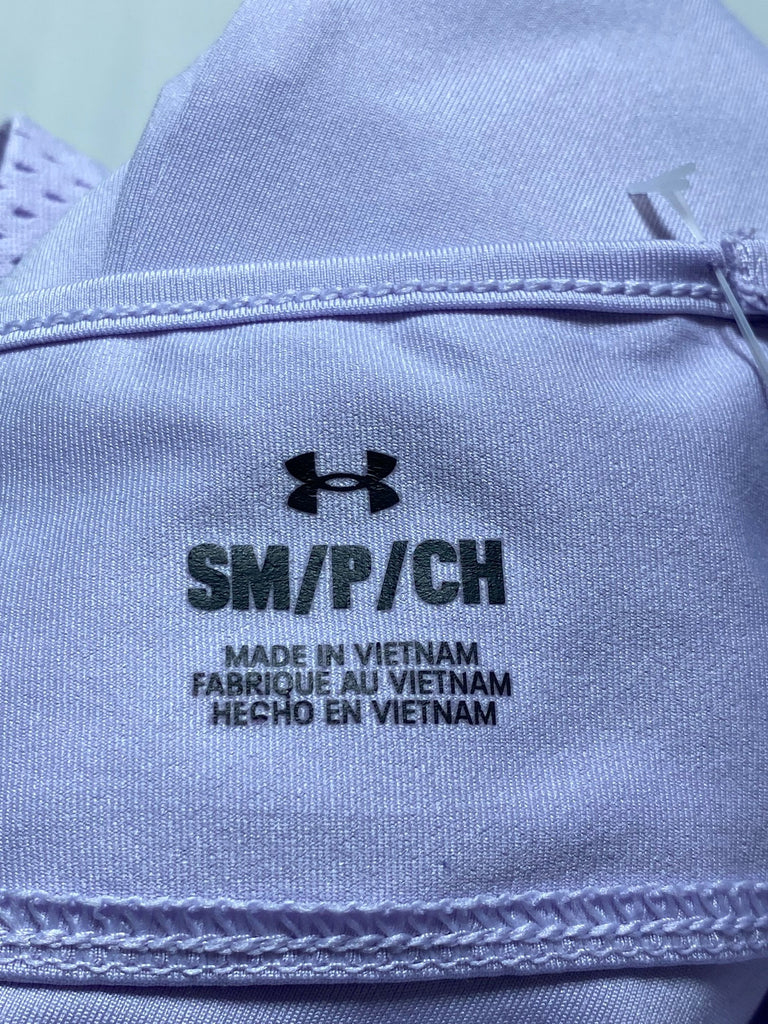 SM/P/CH
MADE IN VIETNAM
FABRIQUE AU VIETNAM
HECHO EN VIETNAM